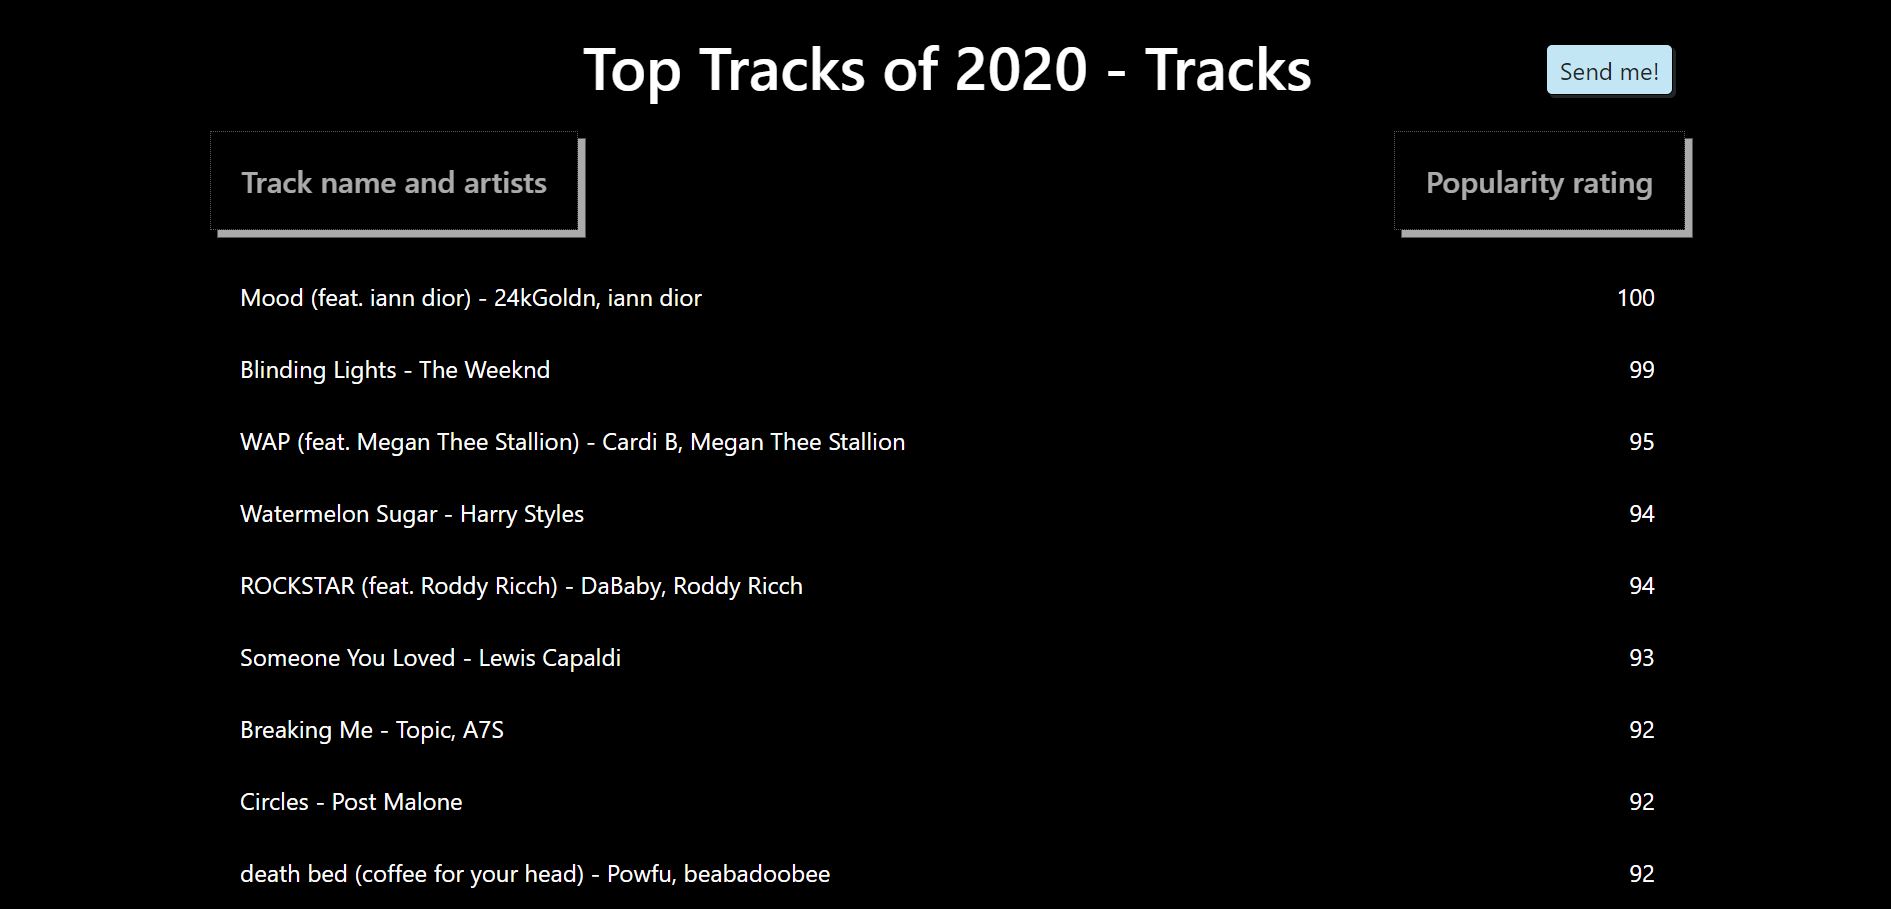 Top Tracks of 2020 - Tracks
Send me!
Track name and artists
Popularity rating
Mood (feat. iann dior) - 24kGoldn, iann dior 100
Blinding Lights - The Weeknd 99
WAP (feat. Megan Thee Stallion) - Cardi B, Megan Thee Stallion 95
Watermelon Sugar - Harry Styles 94
ROCKSTAR (feat. Roddy Ricch) - DaBaby, Roddy Ricch 94
Someone You Loved - Lewis Capaldi 93
Breaking Me - Topic, A7S 92
Circles - Post Malone 92
death bed (coffee for your head) - Powfu, beabadoobee 92